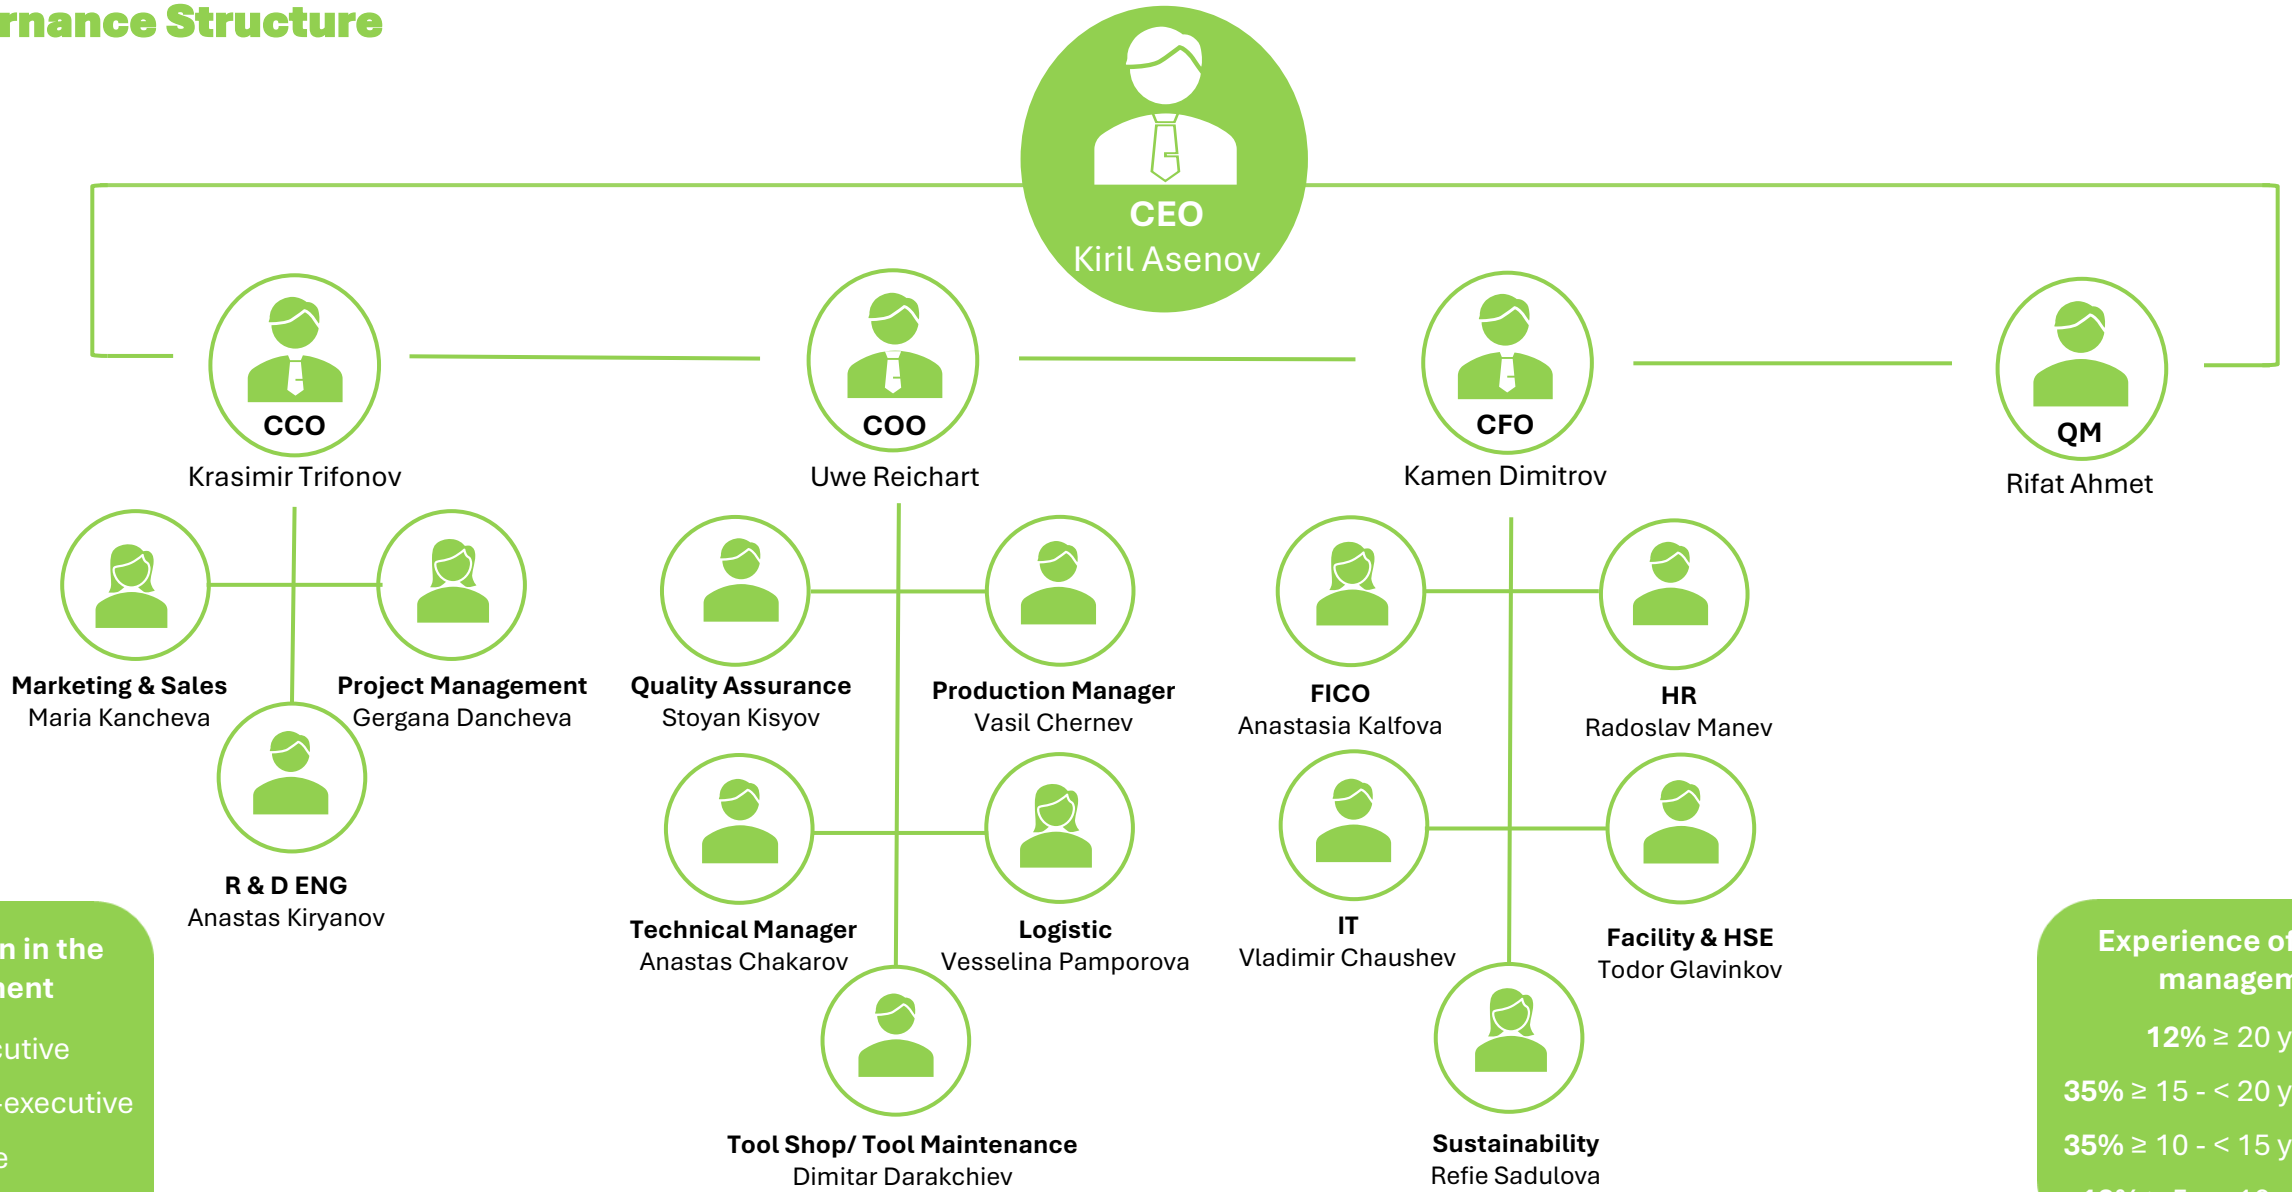 rnance Structure
CEO
Kiril Asenov
CCO
Krasimir Trifonov
COO
Uwe Reichart
CFO
Kamen Dimitrov
QM
Rifat Ahmet
Marketing & Sales
Maria Kancheva
Project Management
Gergana Dancheva
R & D ENG
Anastas Kiryanov
Quality Assurance
Stoyan Kisyov
Production Manager
Vasil Chernev
Technical Manager
Anastas Chakarov
Logistic
Vesselina Pamporova
Tool Shop/ Tool Maintenance
Dimitar Darakchiev
FICO
Anastasia Kalfova
HR
Radoslav Manev
IT
Vladimir Chaushev
Facility & HSE
Todor Glavinkov
Sustainability
Refie Sadulova
n in the
nent
cutive
-executive
e
Experience of
managem
12% ≥ 20 y
35% ≥ 15 - < 20 y
35% ≥ 10 - < 15 y